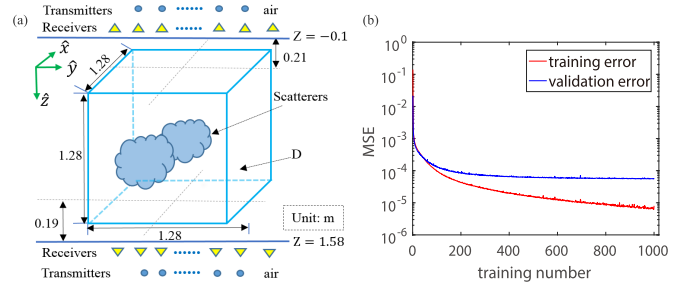 (a)
Transmitters
air
Receivers
Z = −0.1
x̂
ŷ
ẑ
1.28
0.21
Scatterers
1.28
D
0.19
Unit: m
1.28
Z = 1.58
Receivers
Transmitters
air
(b)
10^0
10^-1
10^-2
10^-3
10^-4
10^-5
10^-6
MSE
training error
validation error
0
200
400
600
800
1000
training number